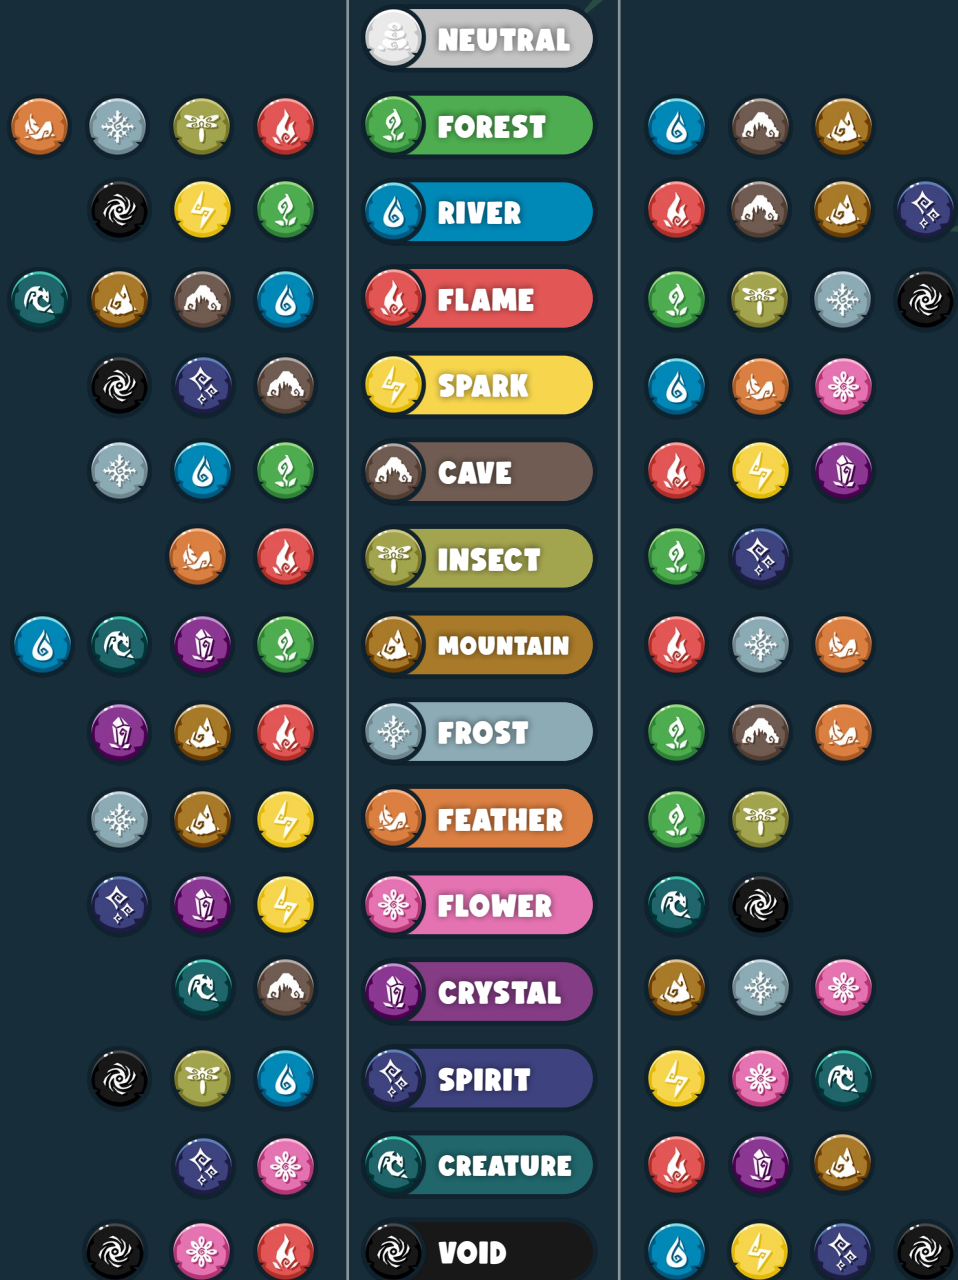 NEUTRAL
FOREST
RIVER
FLAME
SPARK
CAVE
INSECT
MOUNTAIN
FROST
FEATHER
FLOWER
CRYSTAL
SPIRIT
CREATURE
VOID